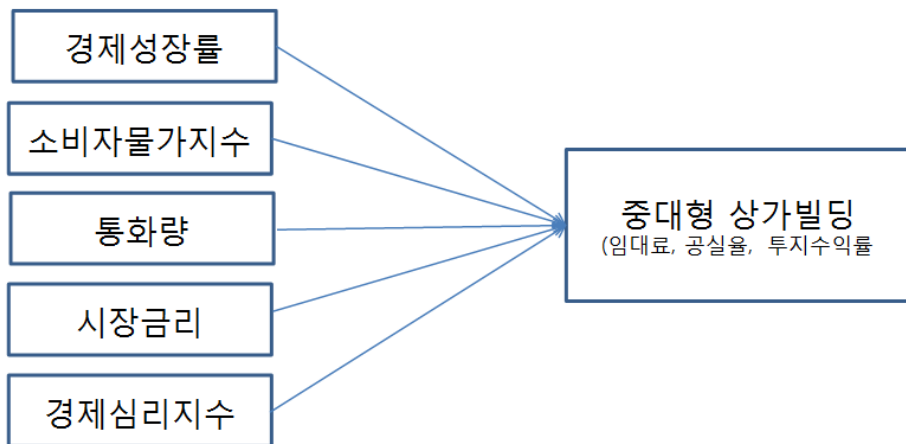 경제성장률
소비자물가지수
통화량
시장금리
경제심리지수
중대형 상가빌딩
(임대료, 공실율, 투지수익률